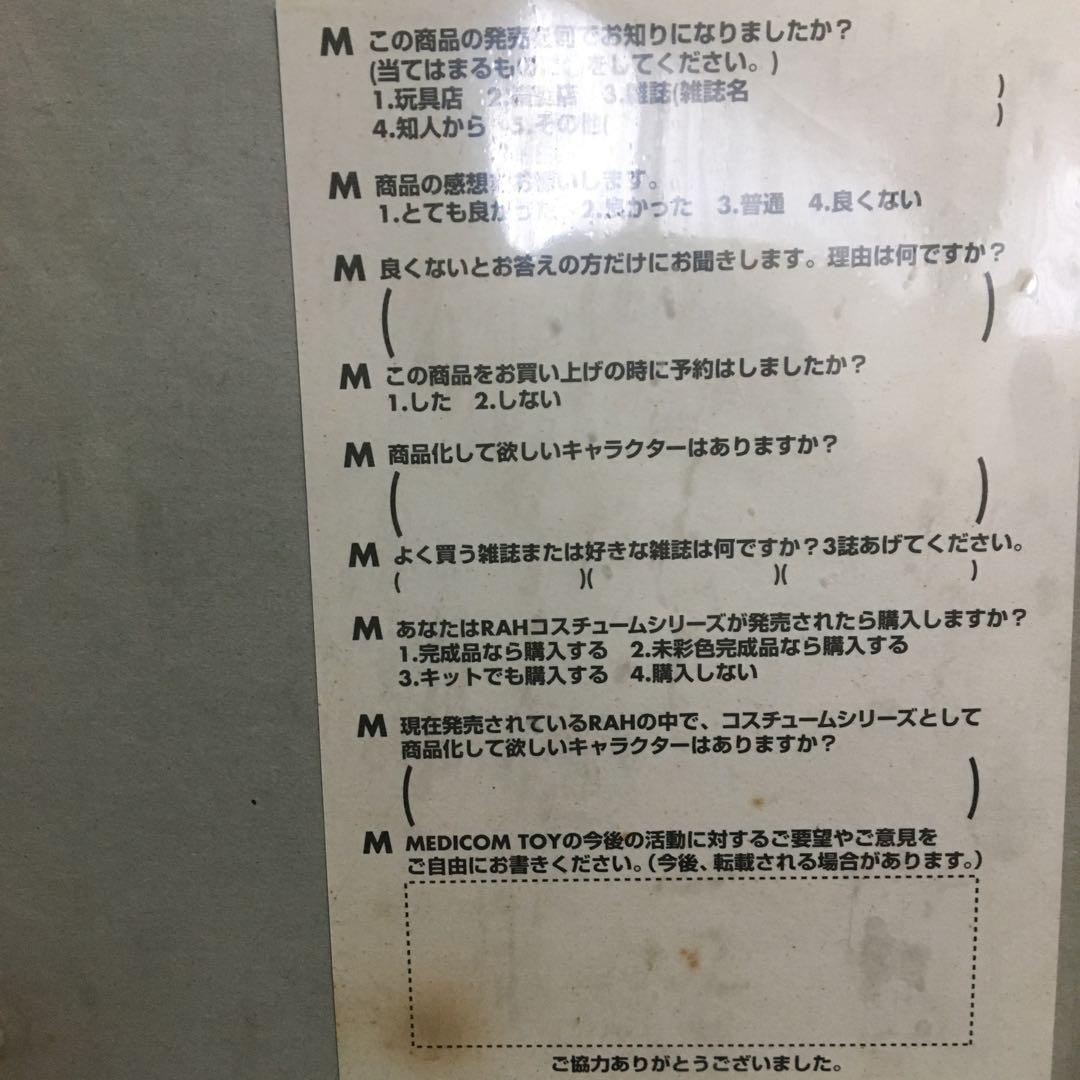 M この商品の発売を何でお知りになりましたか？
(当てはまるものに をしてください。)
1.玩具店 2. 店 3.雑誌(雑誌名 )
4.知人から 5.その他( )
M 商品の感想をお願いします。
1.とても良かった 2.良かった 3.普通 4.良くない
M 良くないとお答えの方だけにお聞きします。理由は何ですか？
( )
M この商品をお買い上げの時に予約はしましたか？
1.した 2.しない
M 商品化して欲しいキャラクターはありますか？
( )
M よく買う雑誌または好きな雑誌は何ですか？3誌あげてください。
( )( )( )
M あなたはRAHコスチュームシリーズが発売されたら購入しますか？
1.完成品なら購入する 2.未彩色完成品なら購入する
3.キットでも購入する 4.購入しない
M 現在発売されているRAHの中で、コスチュームシリーズとして
商品化して欲しいキャラクターはありますか？
( )
M MEDICOM TOYの今後の活動に対するご要望やご意見を
ご自由にお書きください。(今後、転載される場合があります。)
ご協力ありがとうございました。